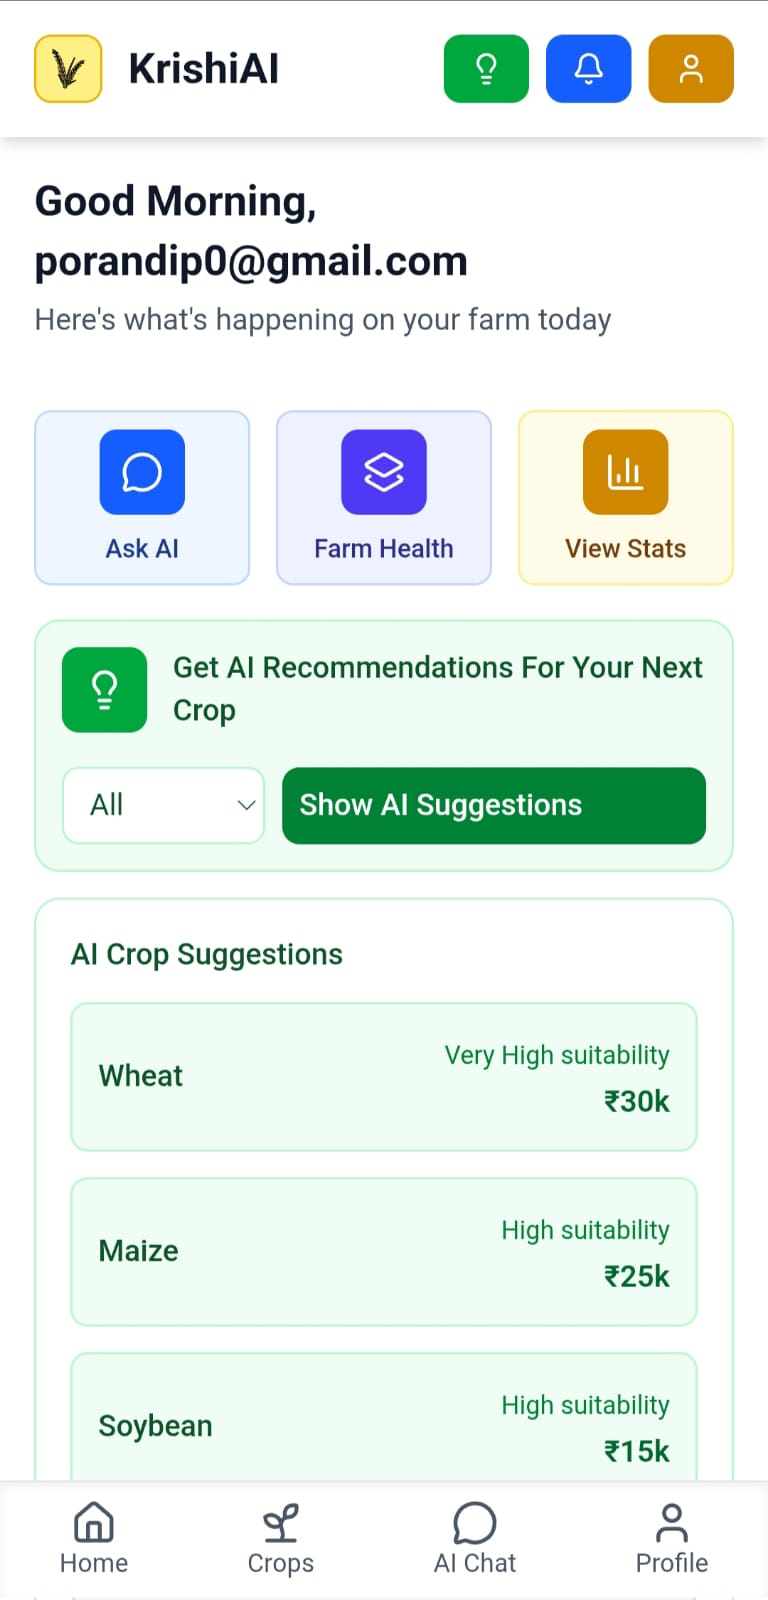 KrishiAI
Good Morning,
porandip0@gmail.com
Here's what's happening on your farm today
Ask AI
Farm Health
View Stats
Get AI Recommendations For Your Next
Crop
All
Show AI Suggestions
AI Crop Suggestions
Wheat
Very High suitability
₹30k
Maize
High suitability
₹25k
Soybean
High suitability
₹15k
Home
Crops
AI Chat
Profile